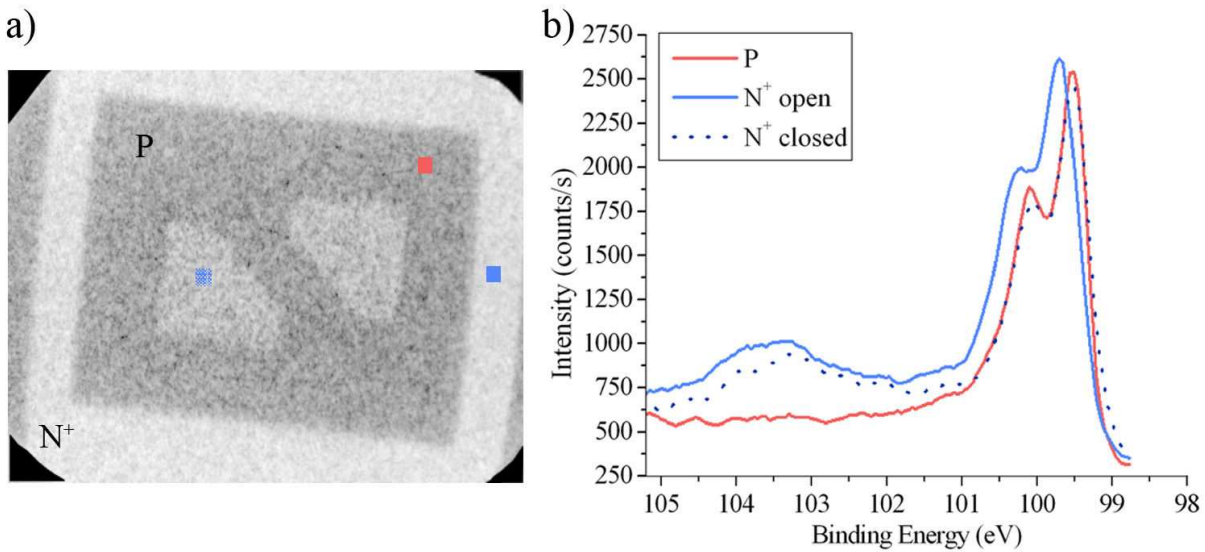 a)
P
N⁺
b)
Intensity (counts/s)
2750
2500
2250
2000
1750
1500
1250
1000
750
500
250
P
N⁺ open
N⁺ closed
105 104 103 102 101 100 99 98
Binding Energy (eV)